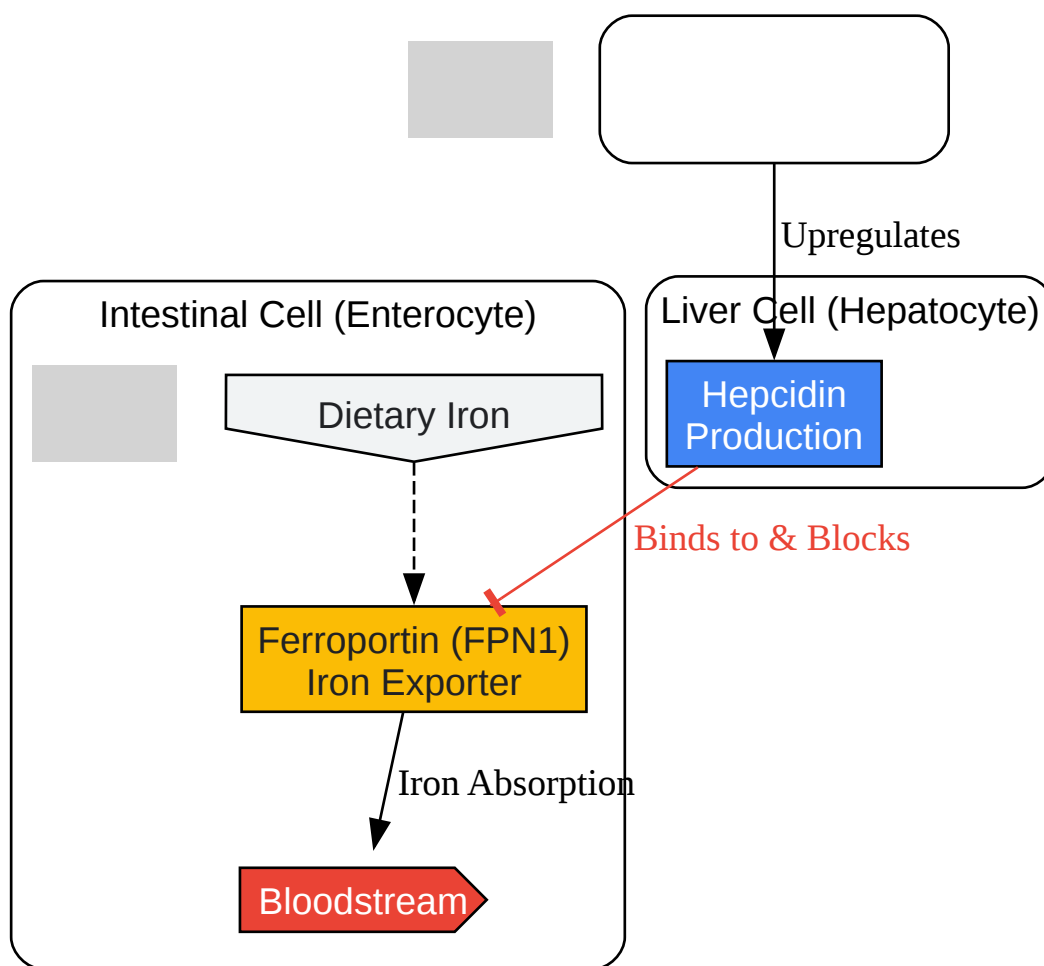 Upregulates
Intestinal Cell (Enterocyte)
Liver Cell (Hepatocyte)
Dietary Iron
Hepcidin
Production
Binds to & Blocks
Ferroportin (FPN1)
Iron Exporter
Iron Absorption
Bloodstream